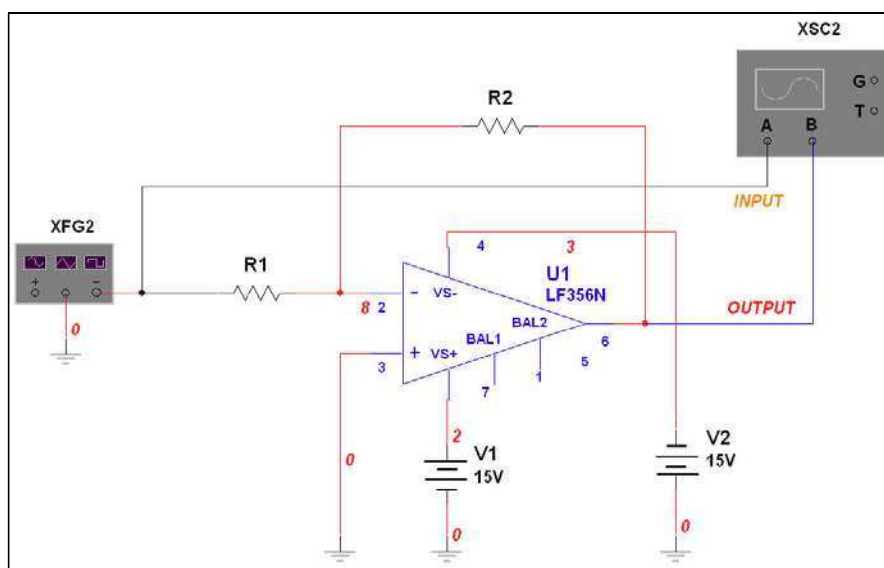 XSC2
G
T
A B
R2
INPUT
XFG2
+ −
0
R1
4
3
U1
LF356N
8
2
−
VS-
BAL2
OUTPUT
6
+
VS+
BAL1
3
7
1
5
2
V1
15V
0
0
V2
15V
0